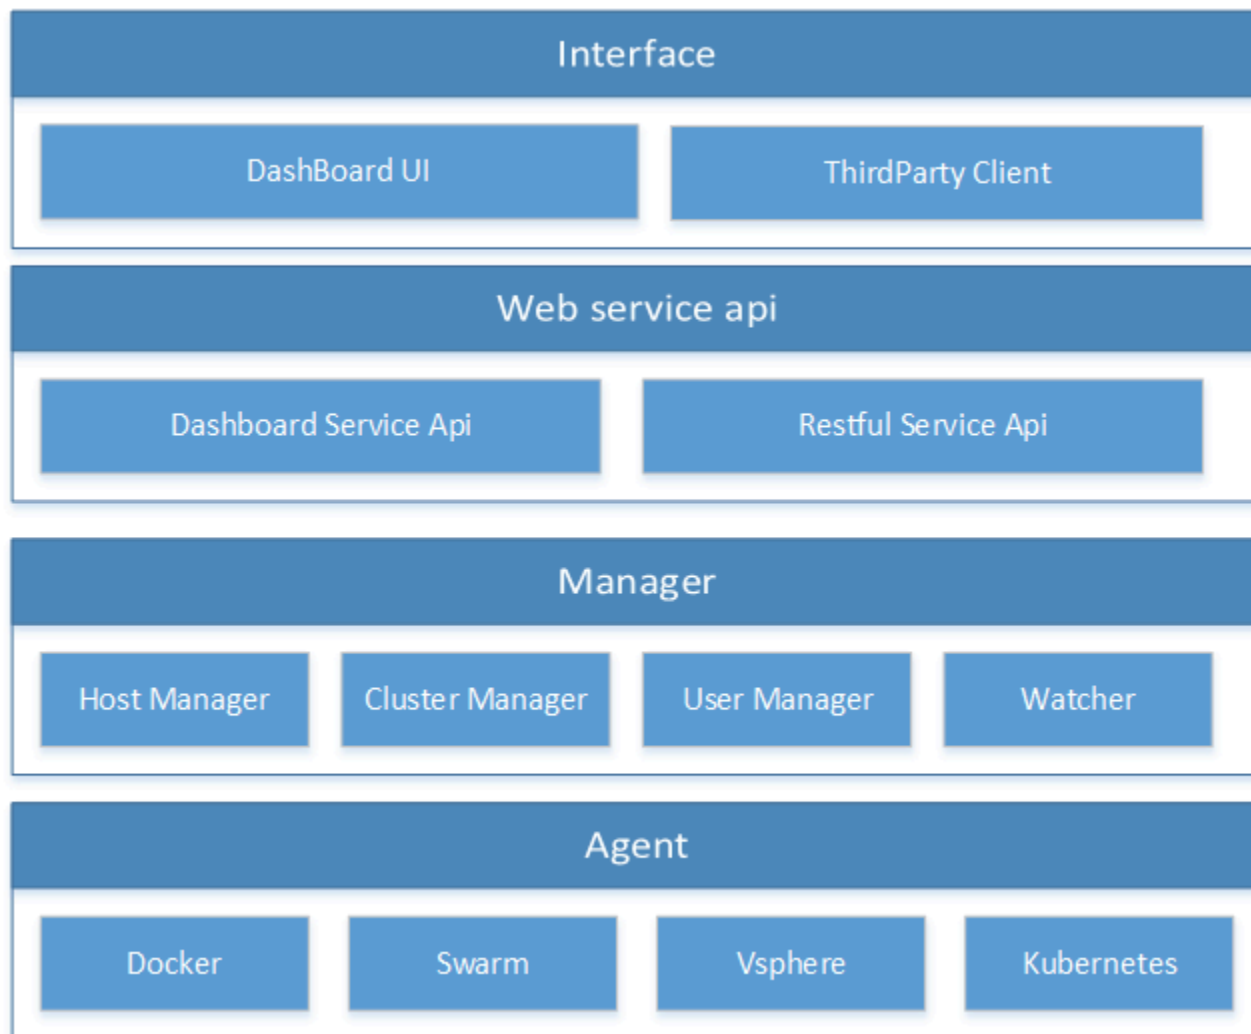 Interface
DashBoard UI
ThirdParty Client
Web service api
Dashboard Service Api
Restful Service Api
Manager
Host Manager
Cluster Manager
User Manager
Watcher
Agent
Docker
Swarm
Vsphere
Kubernetes